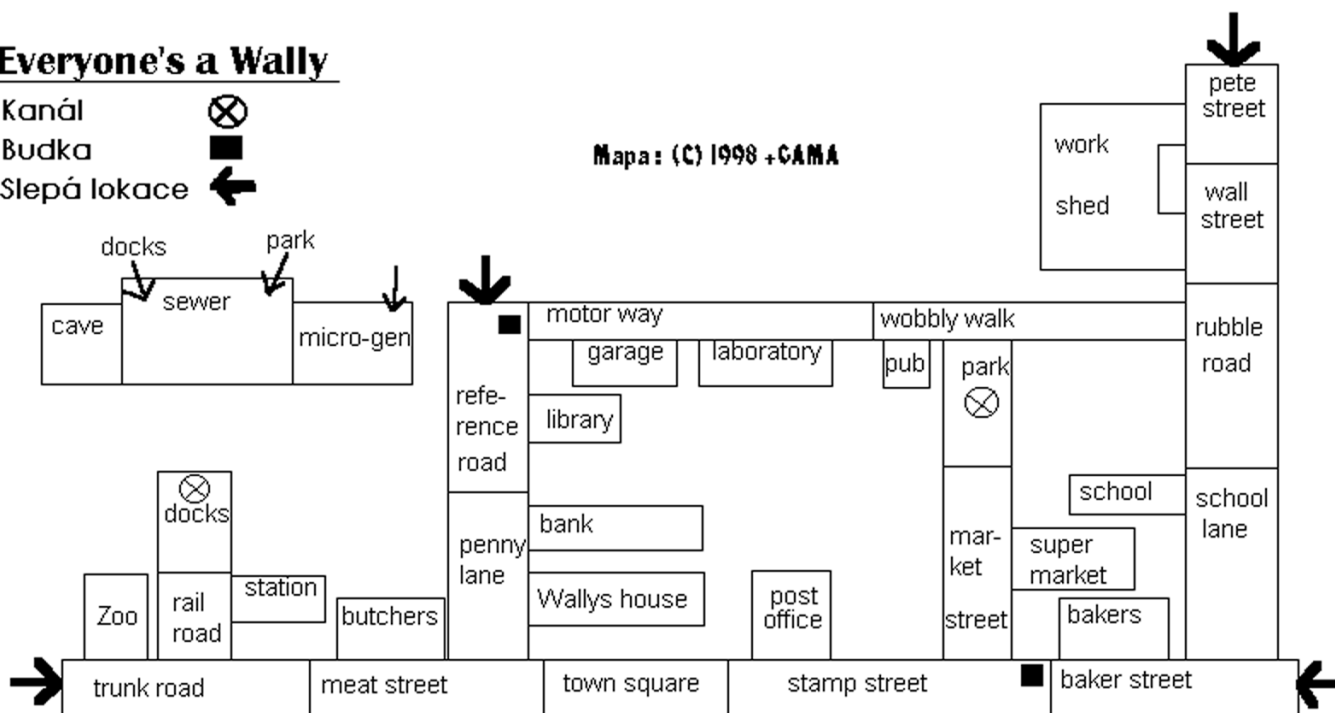 Everyone's a Wally
Kanál
Budka
Slepá lokace
Mapa: (C) 1998 +GAMA
pete
street
work
shed
wall
street
docks
park
sewer
cave
micro-gen
motor way
wobbly walk
rubble
road
garage
laboratory
pub
park
refe-
rence
road
library
docks
school
school
lane
bank
penny
lane
mar-
ket
street
super
market
Zoo
rail
road
station
butchers
Wallys house
post
office
bakers
trunk road
meat street
town square
stamp street
baker street